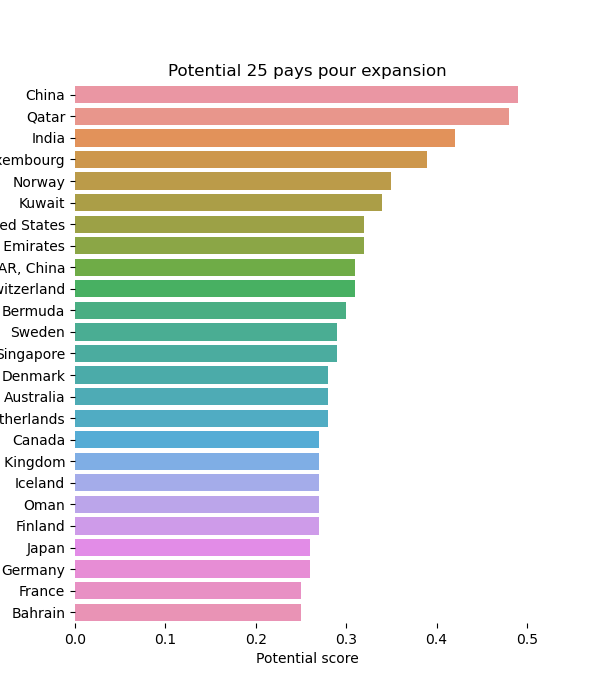 Potential 25 pays pour expansion
China
Qatar
India
xembourg
Norway
Kuwait
ed States
Emirates
AR, China
witzerland
Bermuda
Sweden
Singapore
Denmark
Australia
therlands
Canada
Kingdom
Iceland
Oman
Finland
Japan
Germany
France
Bahrain
0.0 0.1 0.2 0.3 0.4 0.5
Potential score